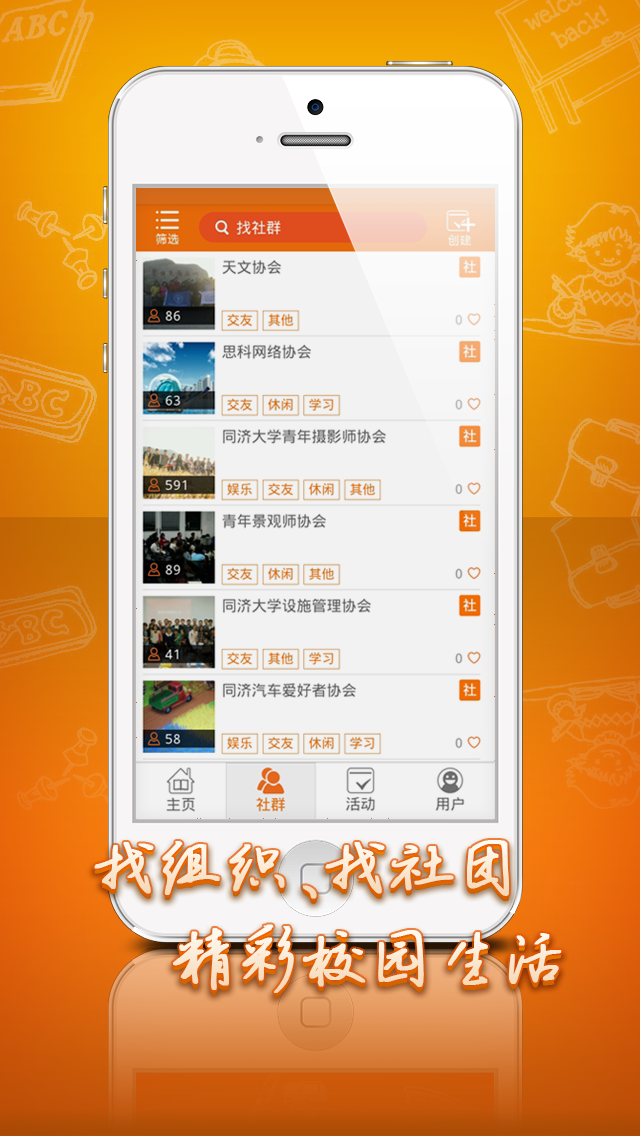 ABC
welcome
back!
筛选
找社群
创建
天文协会
社
86
交友 其他
0
思科网络协会
社
63
交友 休闲 学习
0
同济大学青年摄影师协会
社
591
娱乐 交友 休闲 其他
0
青年景观师协会
社
89
交友 休闲 其他
0
同济大学设施管理协会
社
41
交友 其他 学习
0
同济汽车爱好者协会
社
58
娱乐 交友 休闲 学习
0
主页 社群 活动 用户
ABC
ABC
找组织、找社团
精彩校园生活